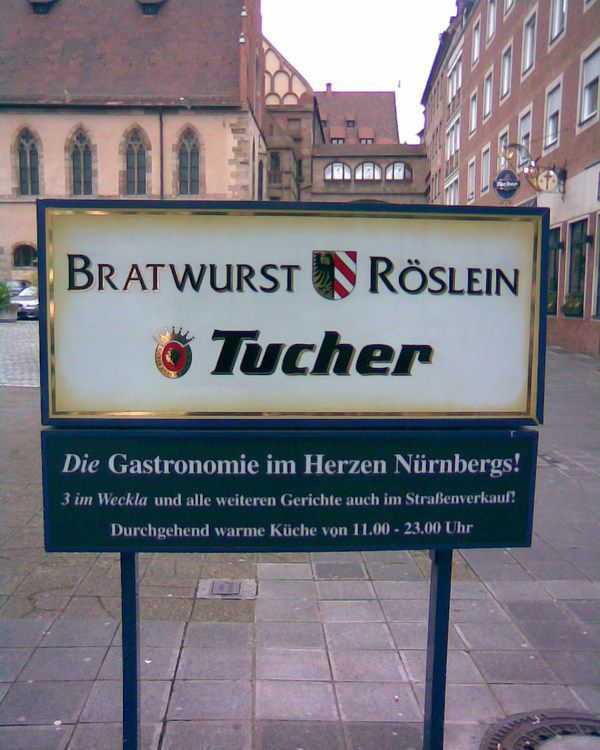 BRATWURST RÖSLEIN
Tucher
Die Gastronomie im Herzen Nürnbergs!
3 im Weckla und alle weiteren Gerichte auch im Straßenverkauf!
Durchgehend warme Küche von 11.00 - 23.00 Uhr